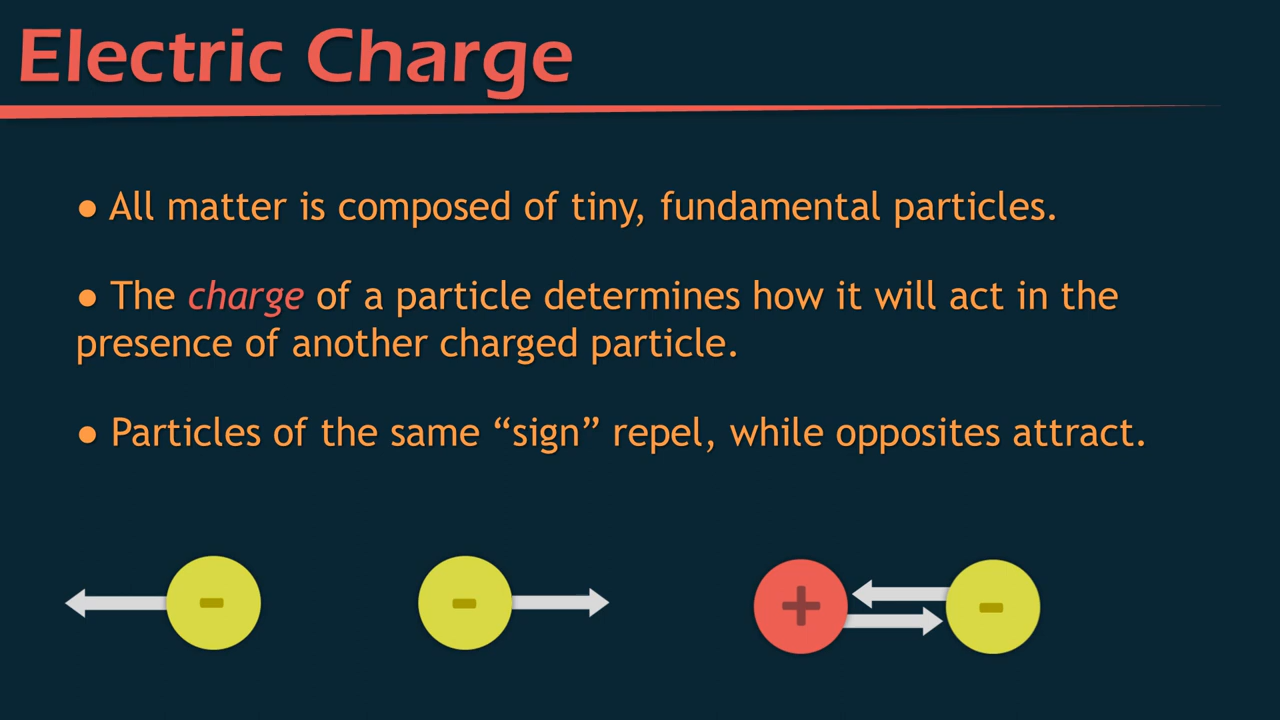 Electric Charge
● All matter is composed of tiny, fundamental particles.
● The charge of a particle determines how it will act in the
presence of another charged particle.
● Particles of the same “sign” repel, while opposites attract.
- - + -